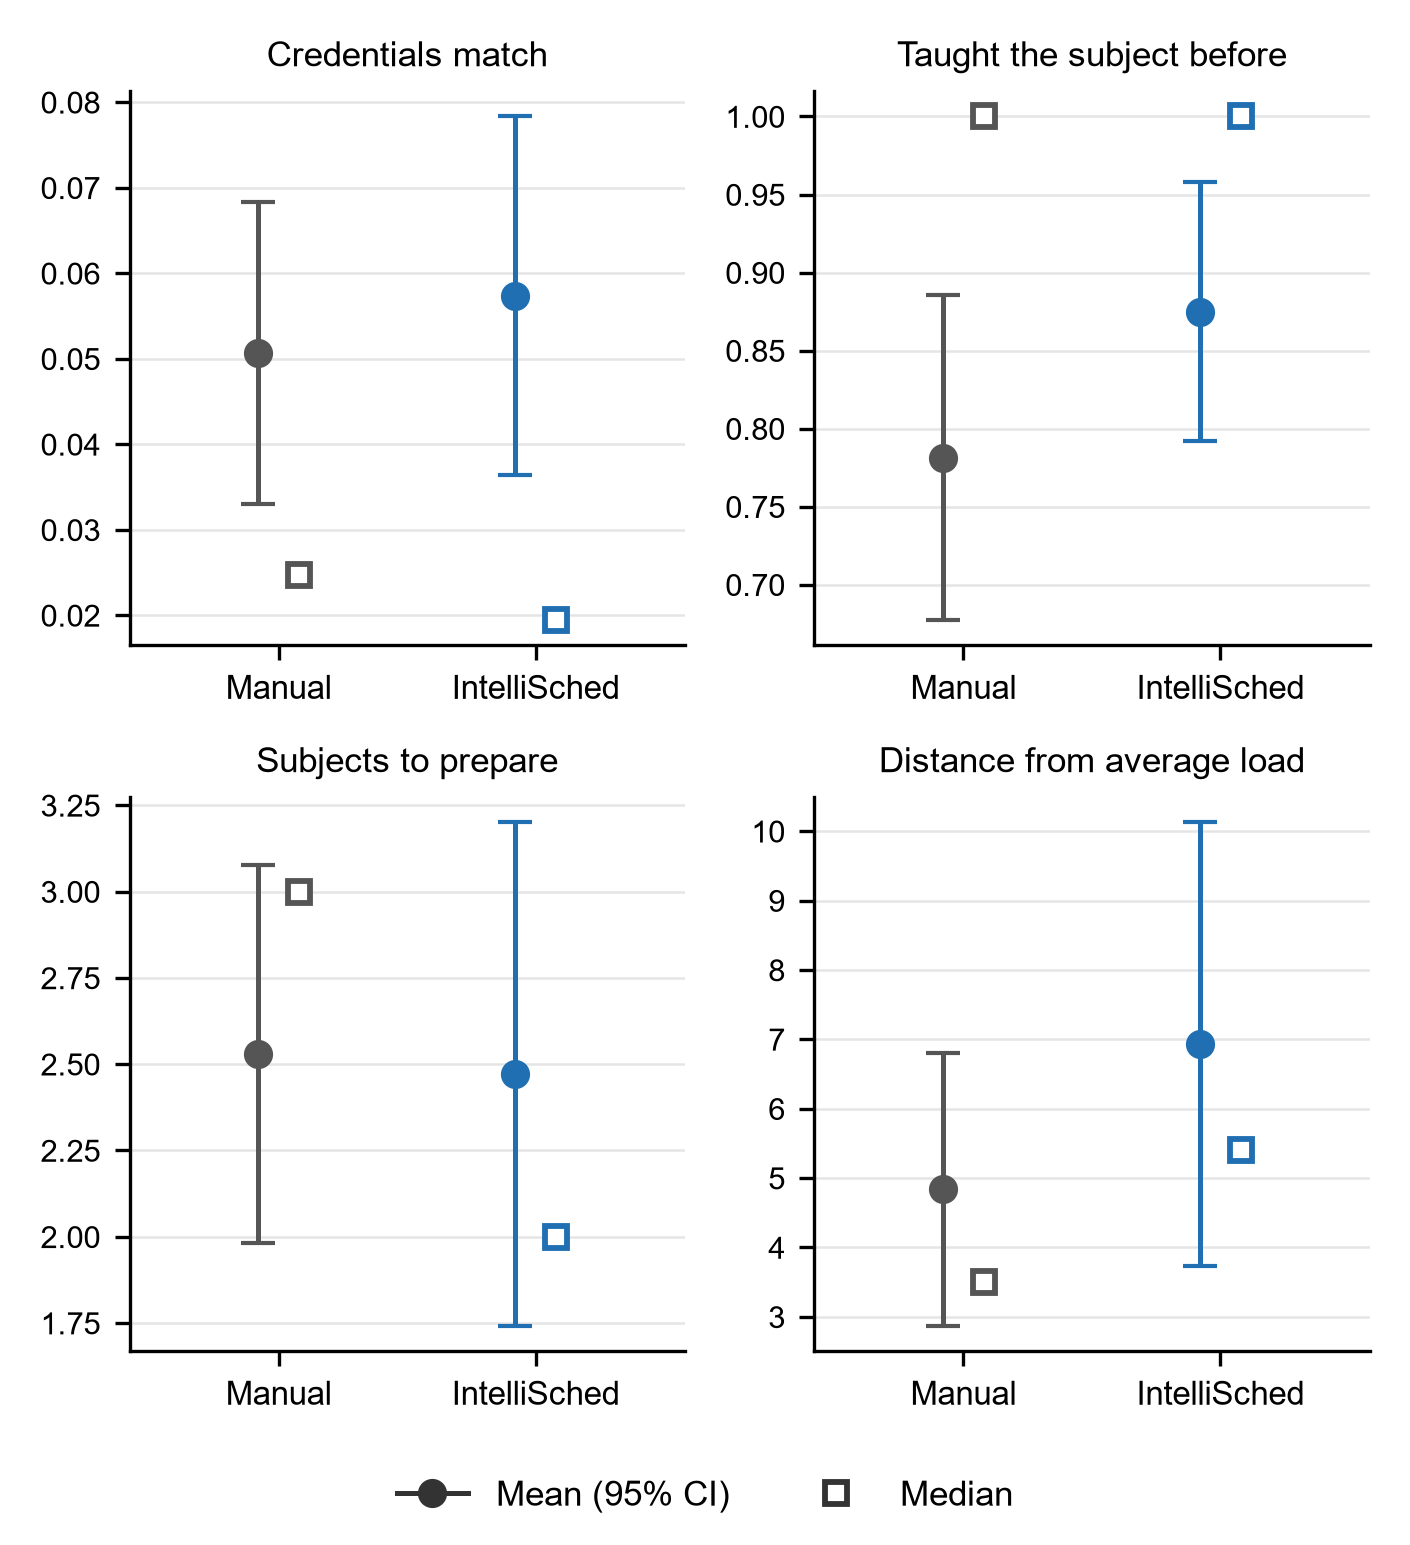 Credentials match
0.08
0.07
0.06
0.05
0.04
0.03
0.02
Manual
IntelliSched
Taught the subject before
1.00
0.95
0.90
0.85
0.80
0.75
0.70
Manual
IntelliSched
Subjects to prepare
3.25
3.00
2.75
2.50
2.25
2.00
1.75
Manual
IntelliSched
Distance from average load
10
9
8
7
6
5
4
3
Manual
IntelliSched
Mean (95% CI)
Median